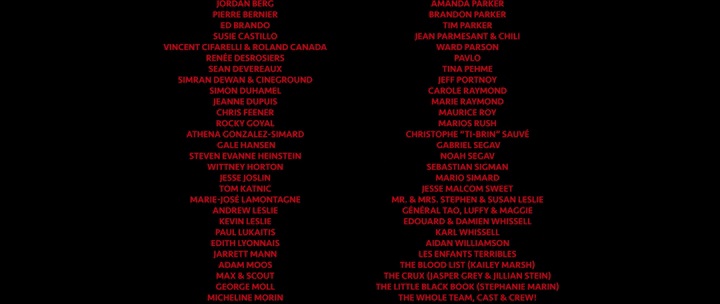 JORDAN BERG
PIERRE BERNIER
ED BRANDO
SUSIE CASTILLO
VINCENT CIFARELLI & ROLAND CANADA
RENÉE DESROSIERS
SEAN DEVEREAUX
SIMRAN DEWAN & CINEGROUND
SIMON DUHAMEL
JEANNE DUPUIS
CHRIS FEENER
ROCKY GOYAL
ATHENA GONZALEZ-SIMARD
GALE HANSEN
STEVEN EVANNE HEINSTEIN
WITTNEY HORTON
JESSE JOSLIN
TOM KATNIC
MARIE-JOSÉ LAMONTAGNE
ANDREW LESLIE
KEVIN LESLIE
PAUL LUKAITIS
EDITH LYONNAIS
JARRETT MANN
ADAM MOOS
MAX & SCOUT
GEORGE MOLL
MICHELINE MORIN
AMANDA PARKER
BRANDON PARKER
TIM PARKER
JEAN PARMESANT & CHILI
WARD PARSON
PAVLO
TINA PEHME
JEFF PORTNOY
CAROLE RAYMOND
MARIE RAYMOND
MAURICE ROY
MARIOS RUSH
CHRISTOPHE "TI-BRIN" SAUVÉ
GABRIEL SEGAV
NOAH SEGAV
SEBASTIAN SIGMAN
MARIO SIMARD
JESSE MALCOM SWEET
MR. & MRS. STEPHEN & SUSAN LESLIE
GÉNÉRAL TAO, LUFFY & MAGGIE
EDOUARD & DAMIEN WHISSELL
KARL WHISSELL
AIDAN WILLIAMSON
LES ENFANTS TERRIBLES
THE BLOOD LIST (KAILEY MARSH)
THE CRUX (JASPER GREY & JILLIAN STEIN)
THE LITTLE BLACK BOOK (STEPHANIE MARIN)
THE WHOLE TEAM, CAST & CREW!